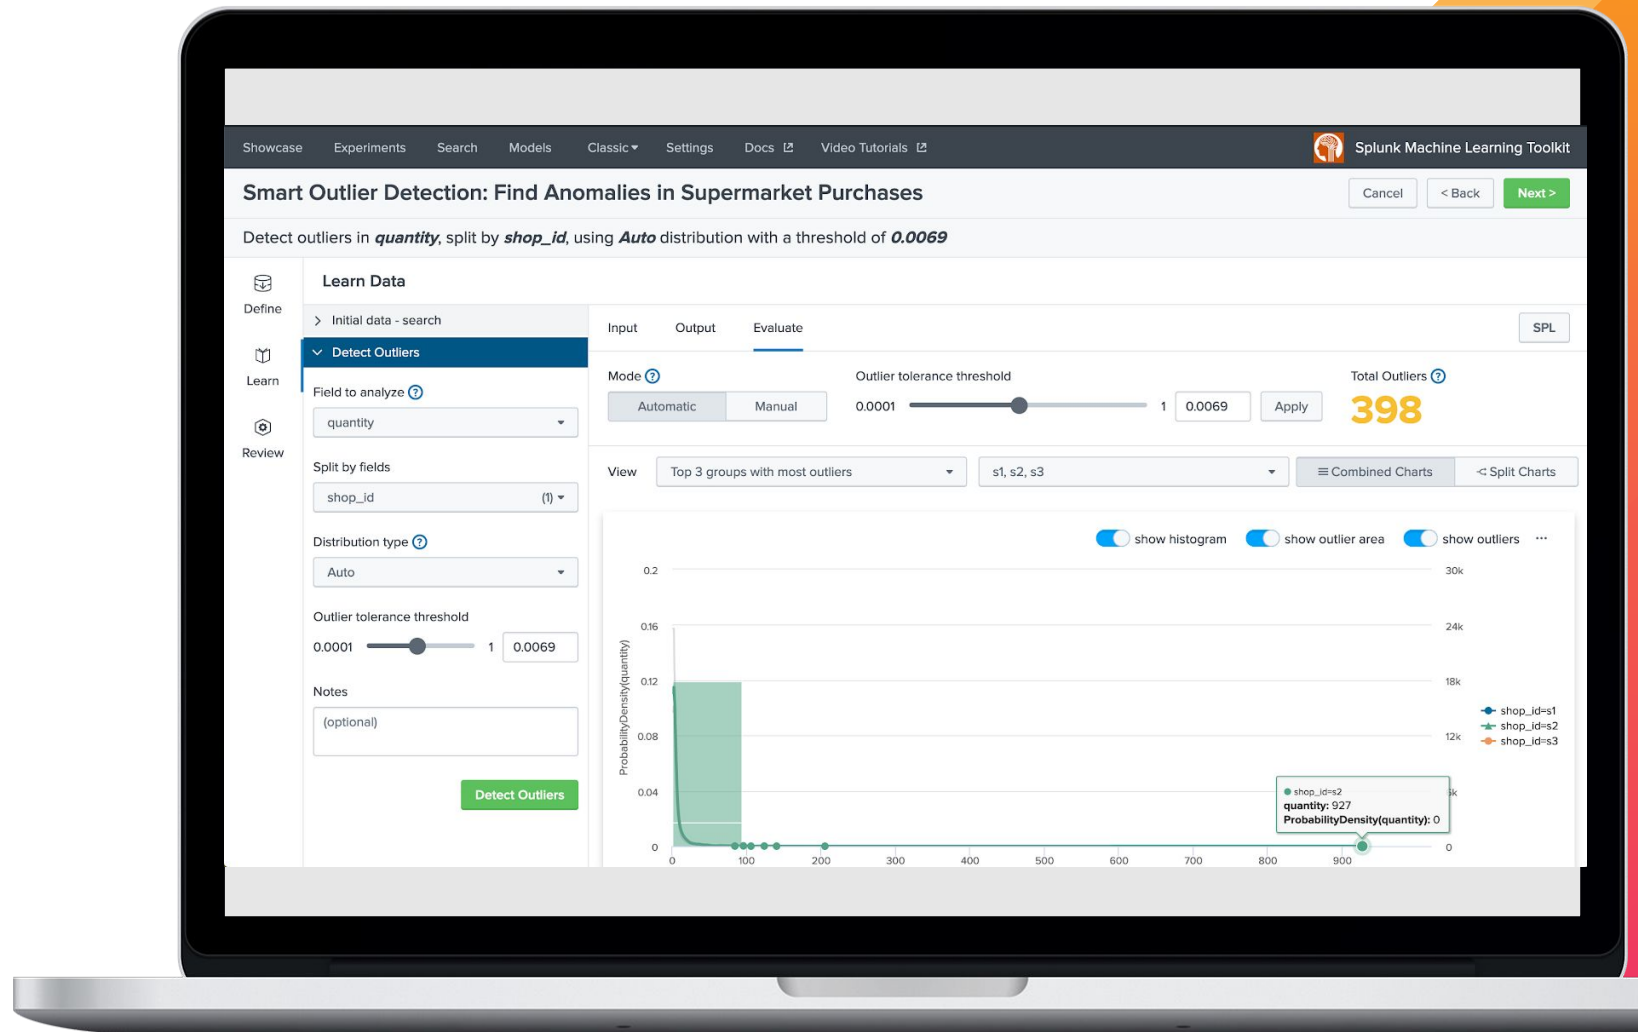 Showcase Experiments Search Models Classic Settings Docs Video Tutorials Splunk Machine Learning Toolkit
Smart Outlier Detection: Find Anomalies in Supermarket Purchases Cancel < Back Next >
Detect outliers in quantity, split by shop_id, using Auto distribution with a threshold of 0.0069
Define
Learn
Review
Learn Data
Initial data - search
Detect Outliers
Field to analyze ?
quantity
Split by fields
shop_id (1)
Distribution type ?
Auto
Outlier tolerance threshold
0.0001 1 0.0069
Notes
(optional)
Detect Outliers
Input Output Evaluate SPL
Mode ? Outlier tolerance threshold Total Outliers ?
Automatic Manual 0.0001 1 0.0069 Apply 398
View Top 3 groups with most outliers s1, s2, s3 Combined Charts Split Charts
show histogram show outlier area show outliers ...
0.2 30k
0.16 24k
0.12 18k
0.08 12k
0.04
0 0
ProbabilityDensity(quantity)
shop_id=s1
shop_id=s2
shop_id=s3
shop_id=s2
quantity: 927
ProbabilityDensity(quantity): 0
0 100 200 300 400 500 600 700 800 900